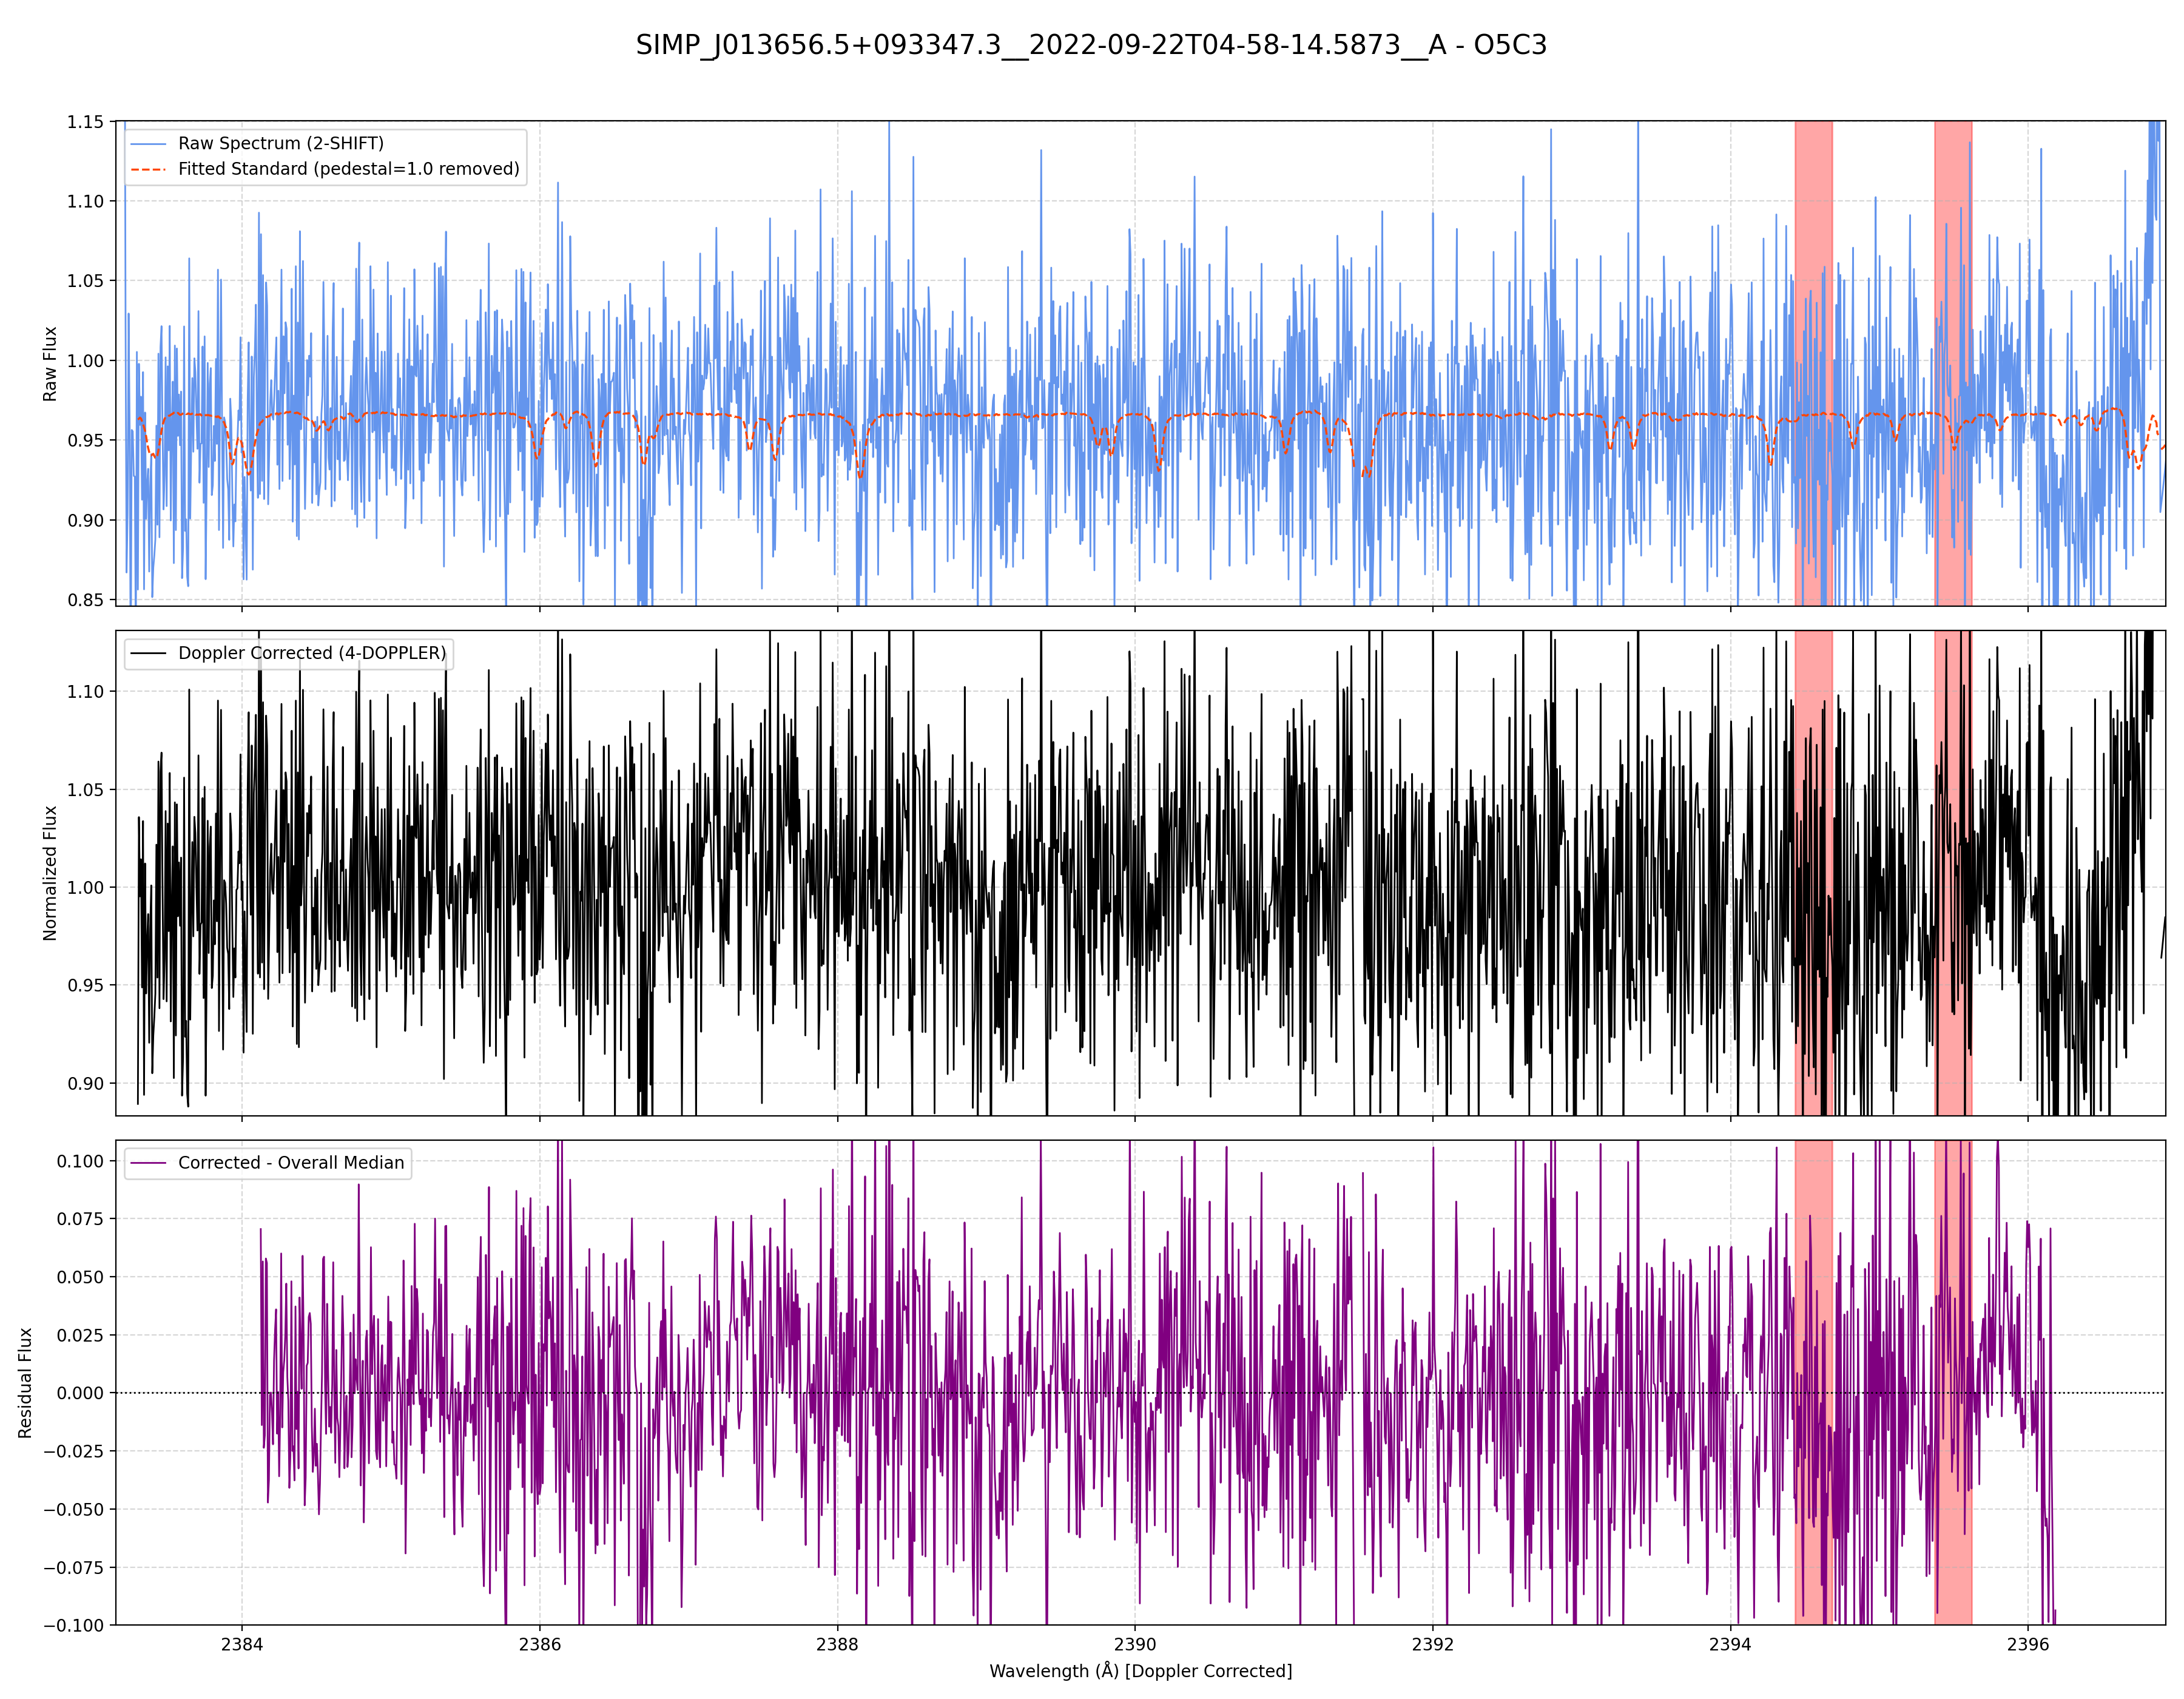 SIMP_J013656.5+093347.3__2022-09-22T04-58-14.5873__A - O5C3
1.15
1.10
1.05
1.00
0.95
0.90
0.85
Raw Flux
Raw Spectrum (2-SHIFT)
Fitted Standard (pedestal=1.0 removed)
1.10
1.05
1.00
0.95
0.90
Normalized Flux
Doppler Corrected (4-DOPPLER)
0.100
0.075
0.050
0.025
0.000
−0.025
−0.050
−0.075
−0.100
Residual Flux
Corrected - Overall Median
2384 2386 2388 2390 2392 2394 2396
Wavelength (Å) [Doppler Corrected]